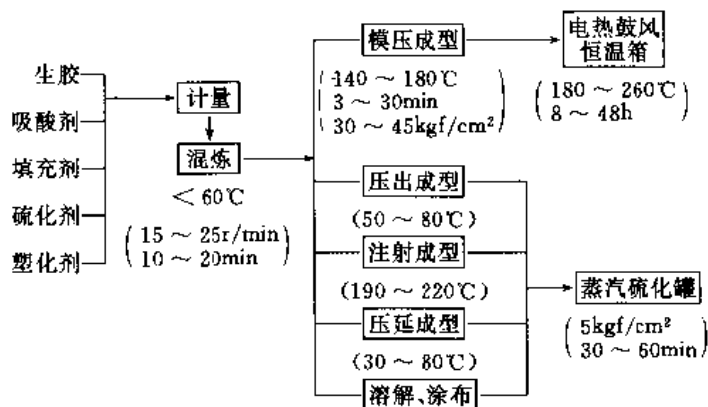 生胶
吸酸剂
填充剂
硫化剂
塑化剂
计量
混炼
＜60℃
(15～25r/min
10～20min)
模压成型
(140～180℃
3～30min
30～45kgf/cm²)
电热鼓风
恒温箱
(180～260℃
8～48h)
压出成型
(50～80℃)
注射成型
(190～220℃)
压延成型
(30～80℃)
溶解、涂布
蒸汽硫化罐
(5kgf/cm²
30～60min)